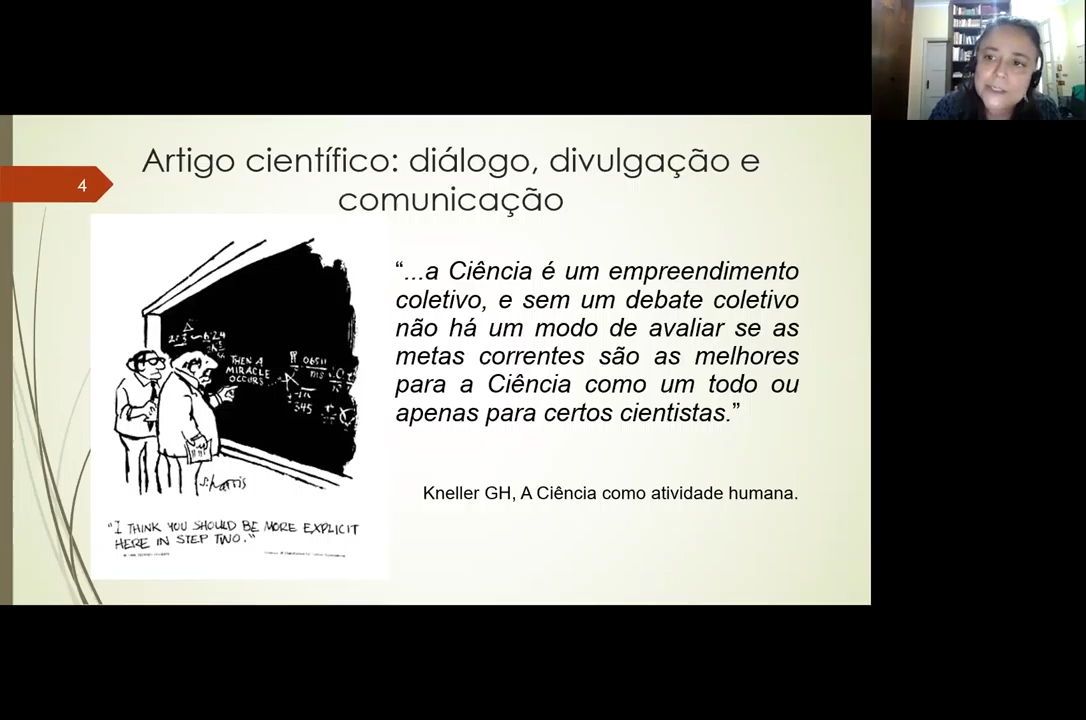 Artigo científico: diálogo, divulgação e
comunicação
4
THEN A
MIRACLE
OCCURS...
S.Harris
"I THINK YOU SHOULD BE MORE EXPLICIT
HERE IN STEP TWO."
“...a Ciência é um empreendimento
coletivo, e sem um debate coletivo
não há um modo de avaliar se as
metas correntes são as melhores
para a Ciência como um todo ou
apenas para certos cientistas.”
Kneller GH, A Ciência como atividade humana.